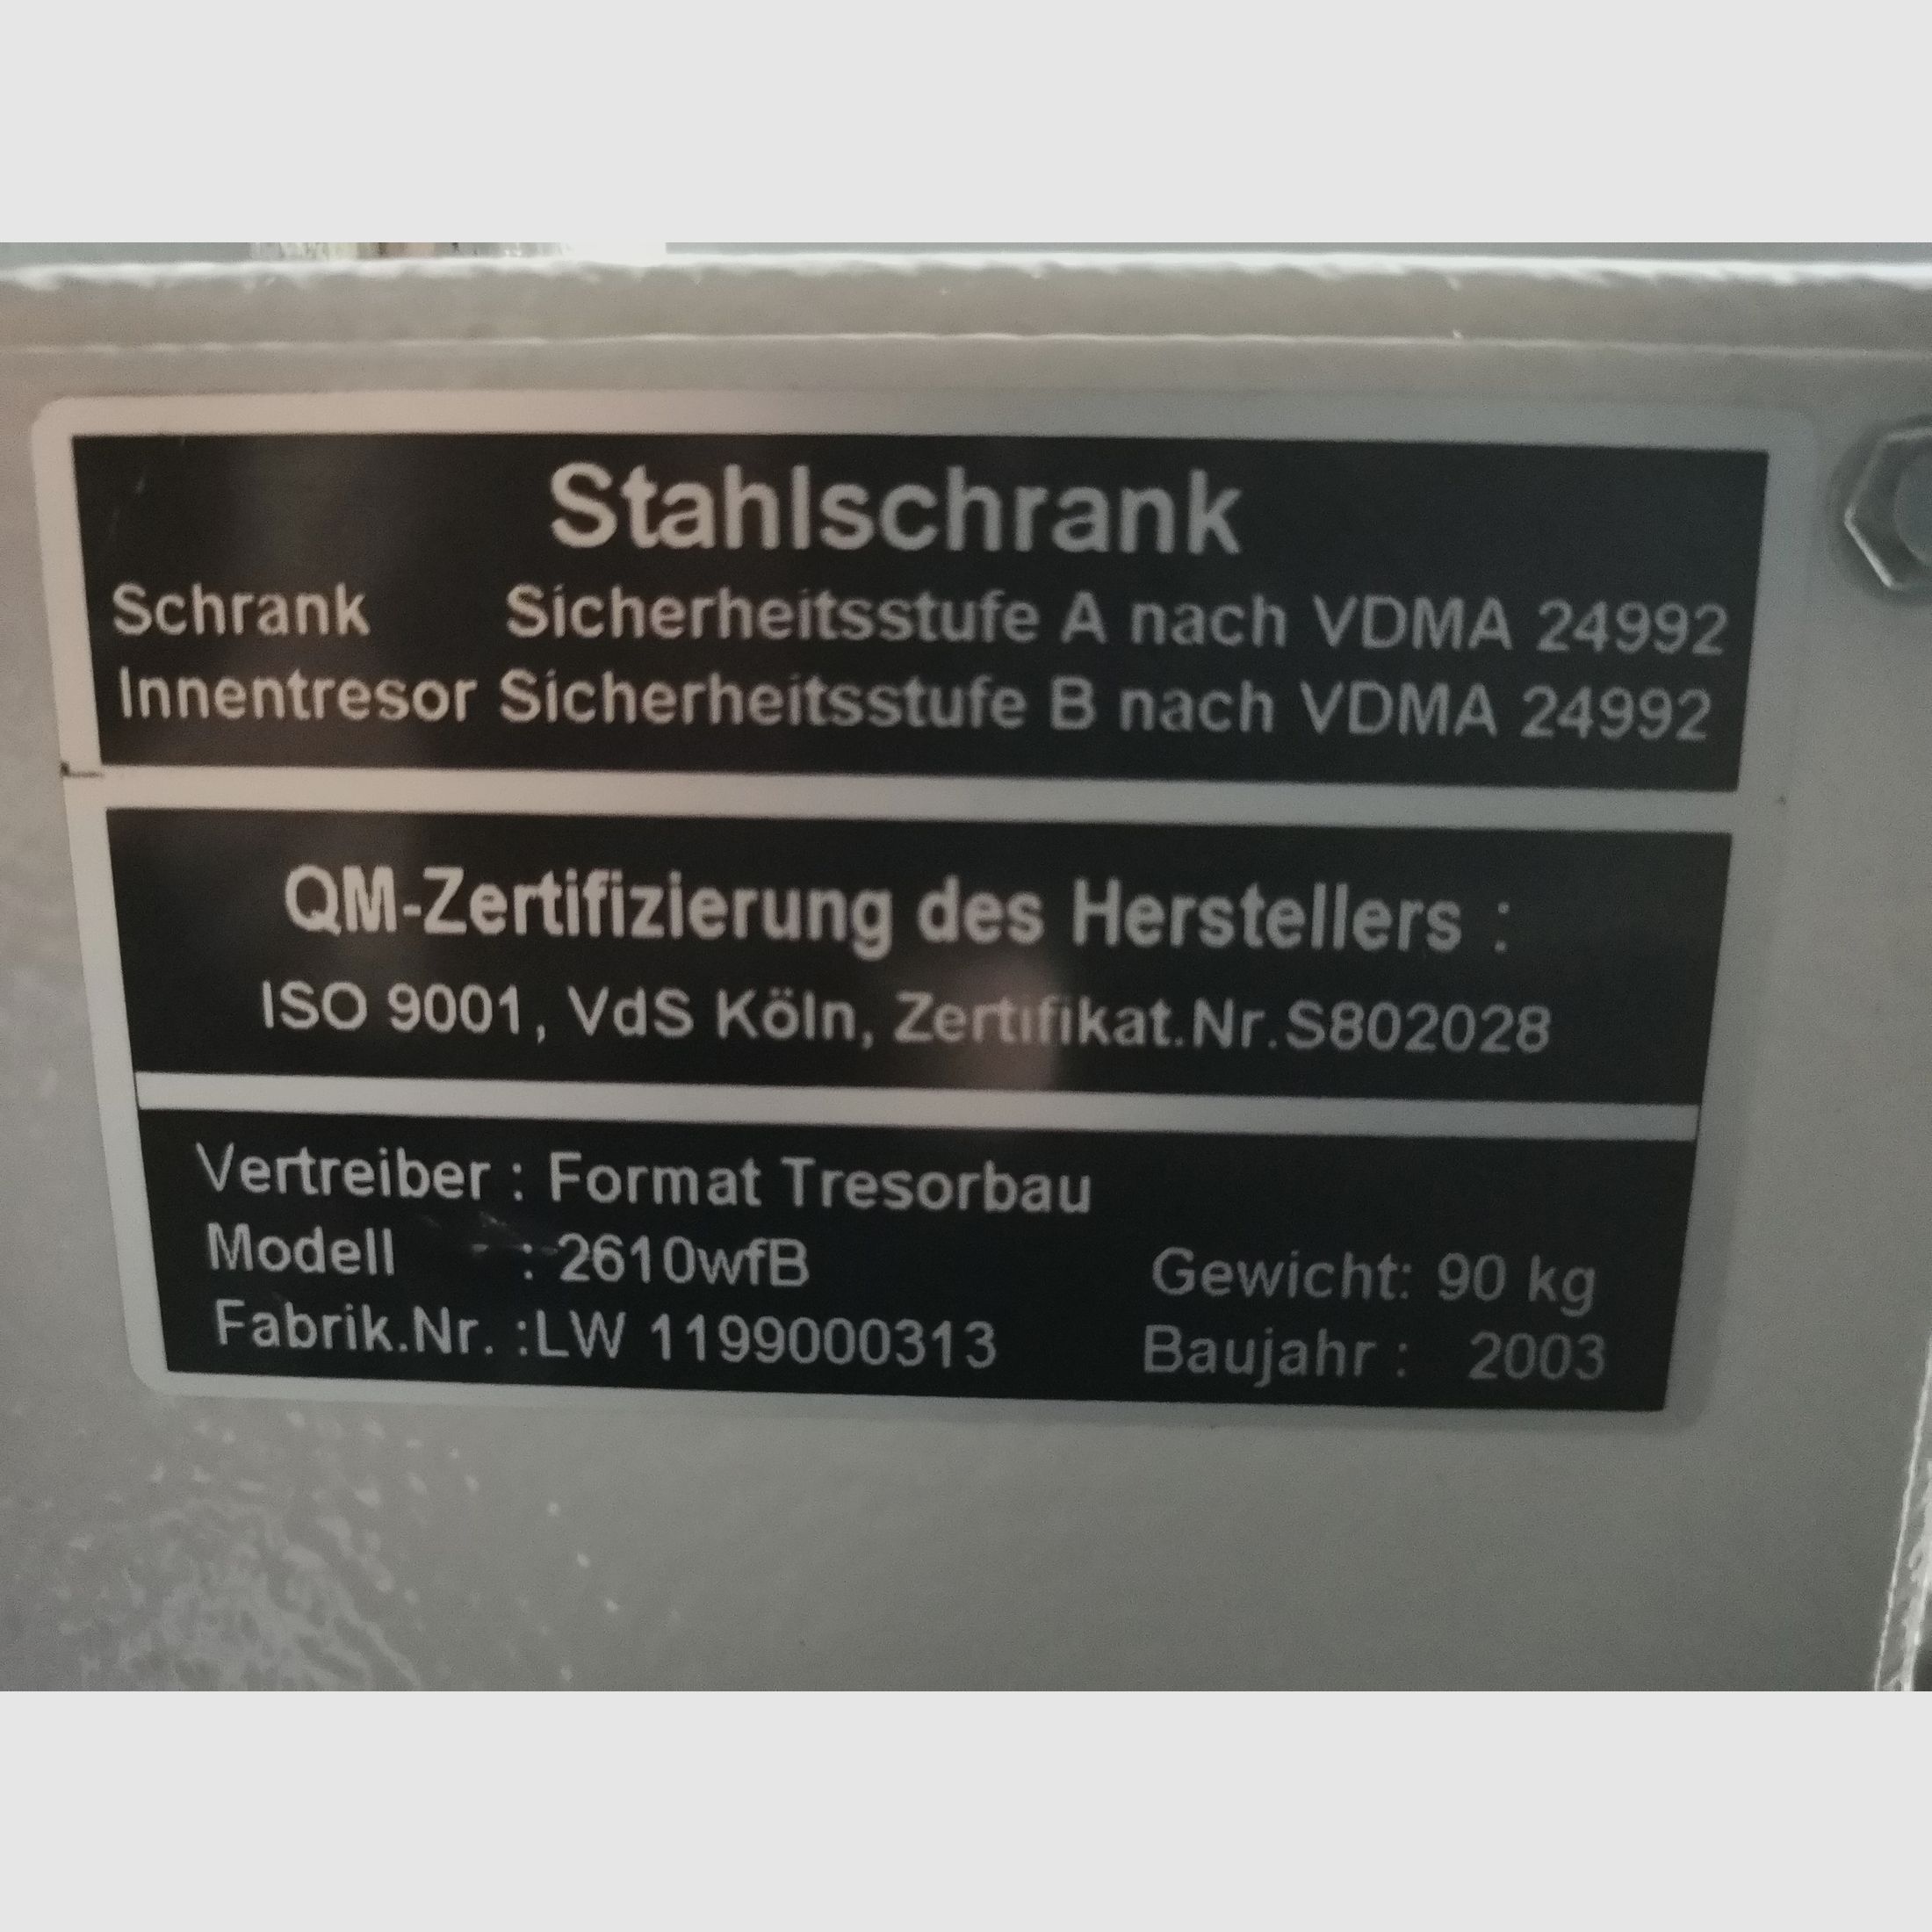 Stahlschrank
Schrank Sicherheitsstufe A nach VDMA 24992
Innentresor Sicherheitsstufe B nach VDMA 24992
QM-Zertifizierung des Herstellers :
ISO 9001, VdS Köln, Zertifikat.Nr.S802028
Vertreiber : Format Tresorbau
Modell : 2610wfB Gewicht: 90 kg
Fabrik.Nr. :LW 1199000313 Baujahr : 2003